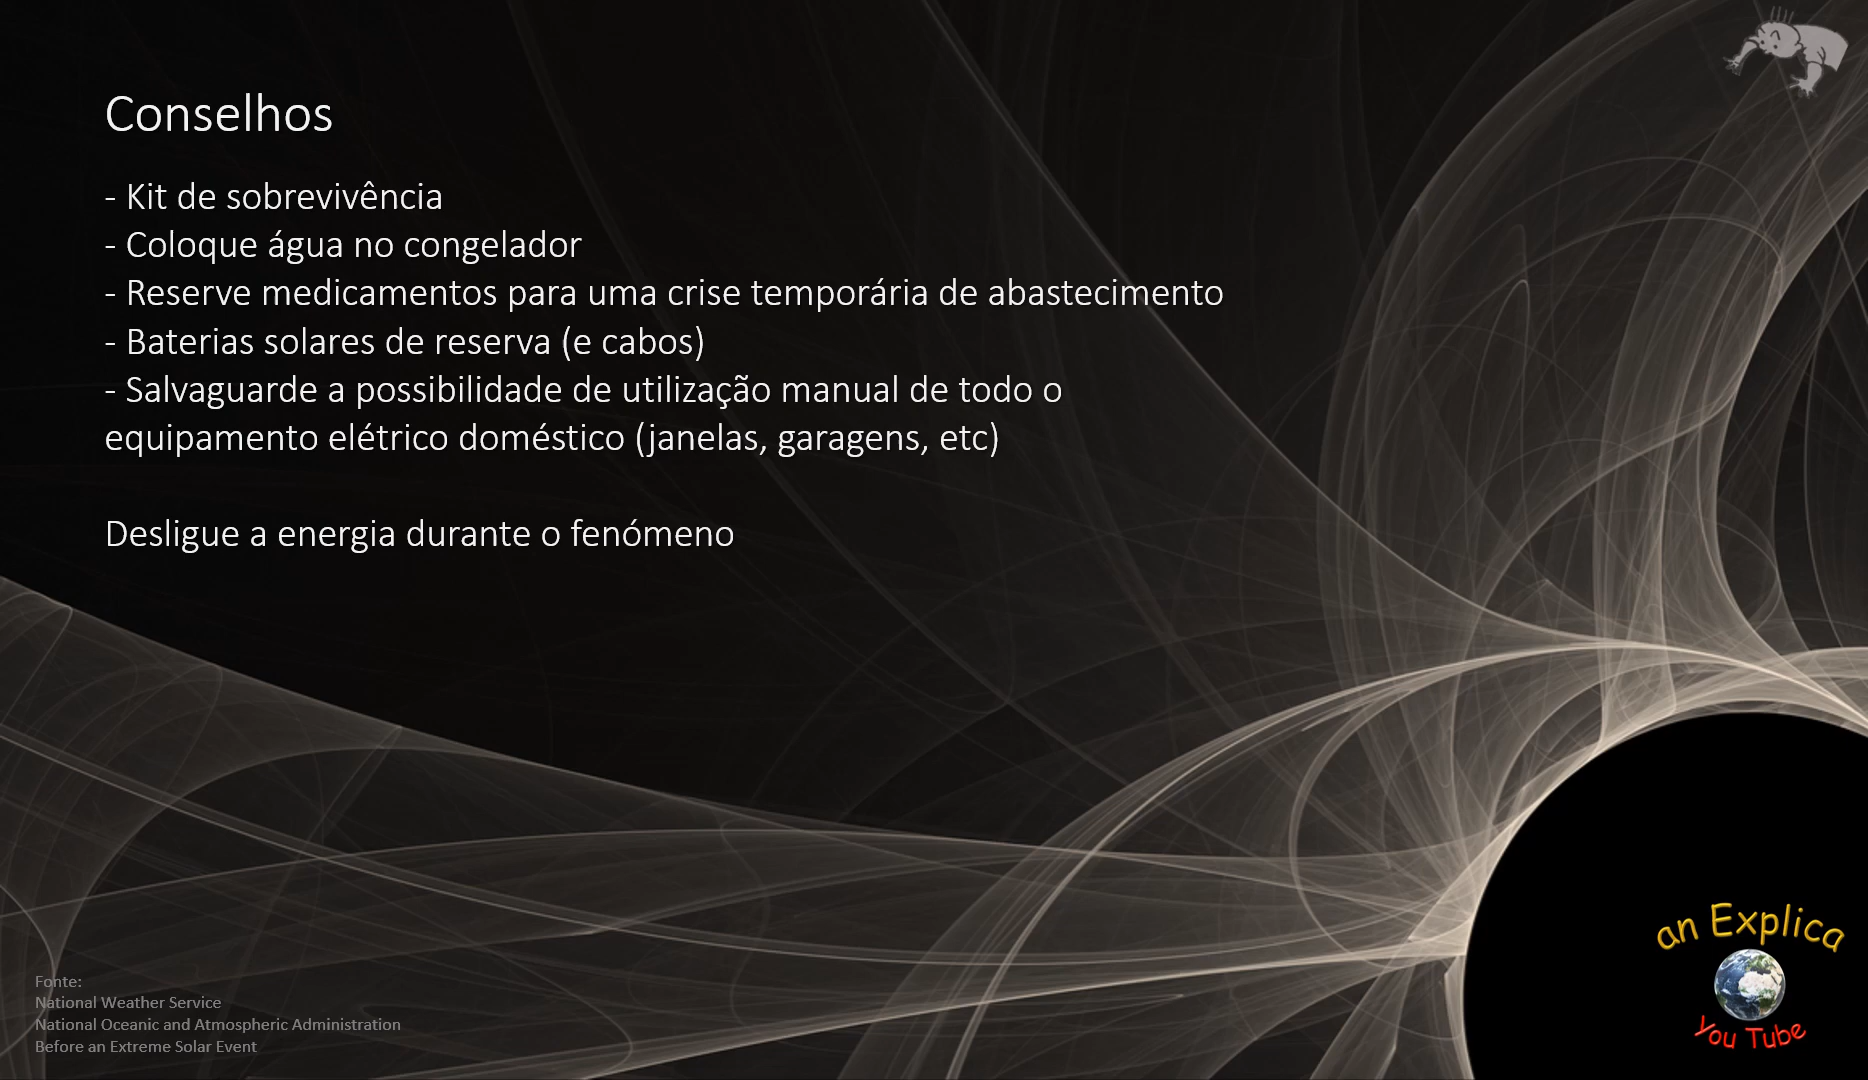 Conselhos
- Kit de sobrevivência
- Coloque água no congelador
- Reserve medicamentos para uma crise temporária de abastecimento
- Baterias solares de reserva (e cabos)
- Salvaguarde a possibilidade de utilização manual de todo o
equipamento elétrico doméstico (janelas, garagens, etc)
Desligue a energia durante o fenómeno
Fonte:
National Weather Service
National Oceanic and Atmospheric Administration
Before an Extreme Solar Event
an Explica
You Tube